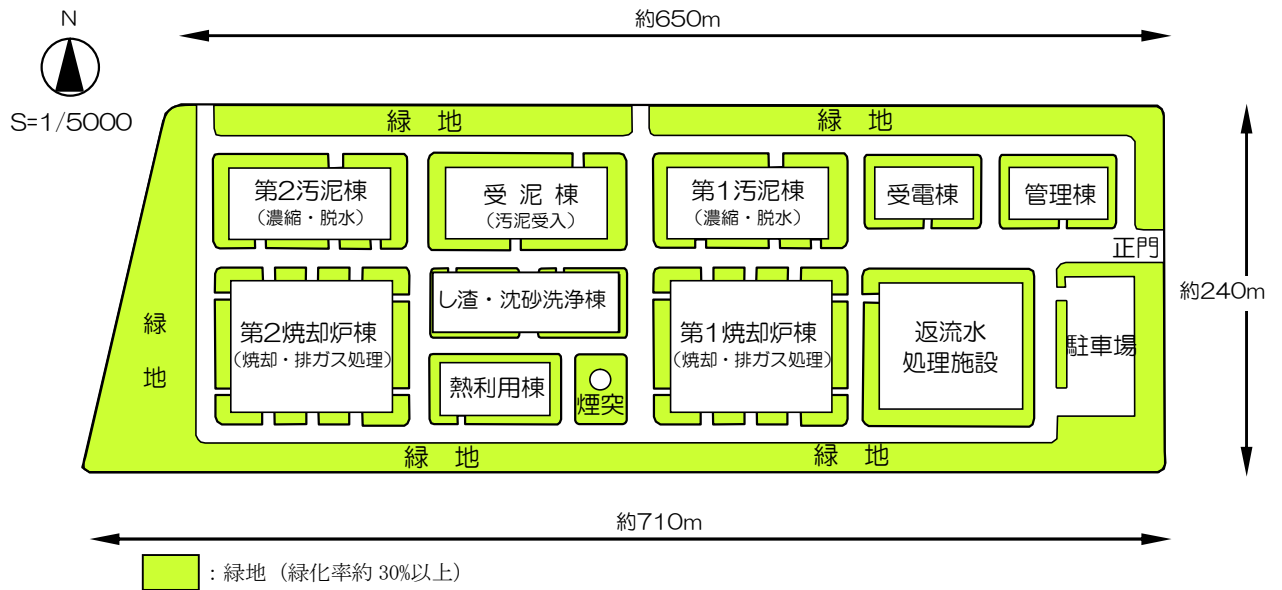 N
約650m
S=1/5000
緑 地
緑 地
第2汚泥棟
（濃縮・脱水）
受 泥 棟
（汚泥受入）
第1汚泥棟
（濃縮・脱水）
受電棟
管理棟
正門
約240m
し渣・沈砂洗浄棟
第2焼却炉棟
（焼却・排ガス処理）
第1焼却炉棟
（焼却・排ガス処理）
返流水
処理施設
駐車場
緑
地
熱利用棟
煙突
緑 地
緑 地
約710m
：緑地（緑化率約 30%以上）